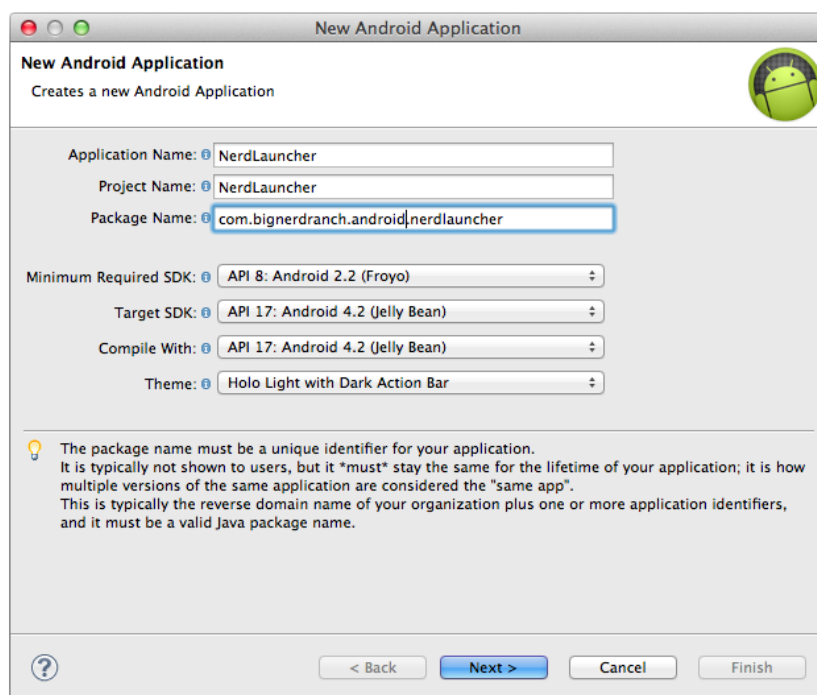 New Android Application
New Android Application
Creates a new Android Application
Application Name: NerdLauncher
Project Name: NerdLauncher
Package Name: com.bignerdranch.android.nerdlauncher
Minimum Required SDK: API 8: Android 2.2 (Froyo)
Target SDK: API 17: Android 4.2 (Jelly Bean)
Compile With: API 17: Android 4.2 (Jelly Bean)
Theme: Holo Light with Dark Action Bar
The package name must be a unique identifier for your application.
It is typically not shown to users, but it *must* stay the same for the lifetime of your application; it is how
multiple versions of the same application are considered the "same app".
This is typically the reverse domain name of your organization plus one or more application identifiers,
and it must be a valid Java package name.
? < Back Next > Cancel Finish